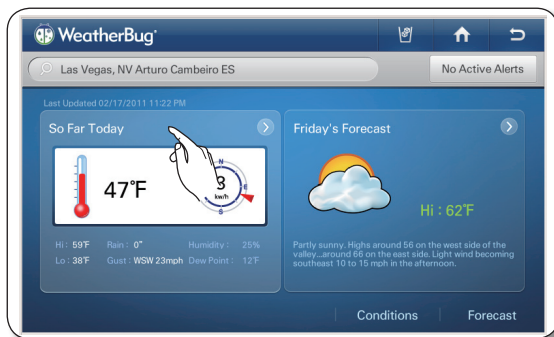 WeatherBug®
Las Vegas, NV Arturo Cambeiro ES
No Active Alerts
Last Updated 02/17/2011 11:22 PM
So Far Today
47°F
N
E
S
3
kw/h
Hi : 59°F Rain : 0" Humidity : 25%
Lo : 38°F Gust : WSW 23mph Dew Point : 12°F
Friday's Forecast
Hi : 62°F
Partly sunny. Highs around 56 on the west side of the
valley...around 66 on the east side. Light wind becoming
southeast 10 to 15 mph in the afternoon.
Conditions
Forecast